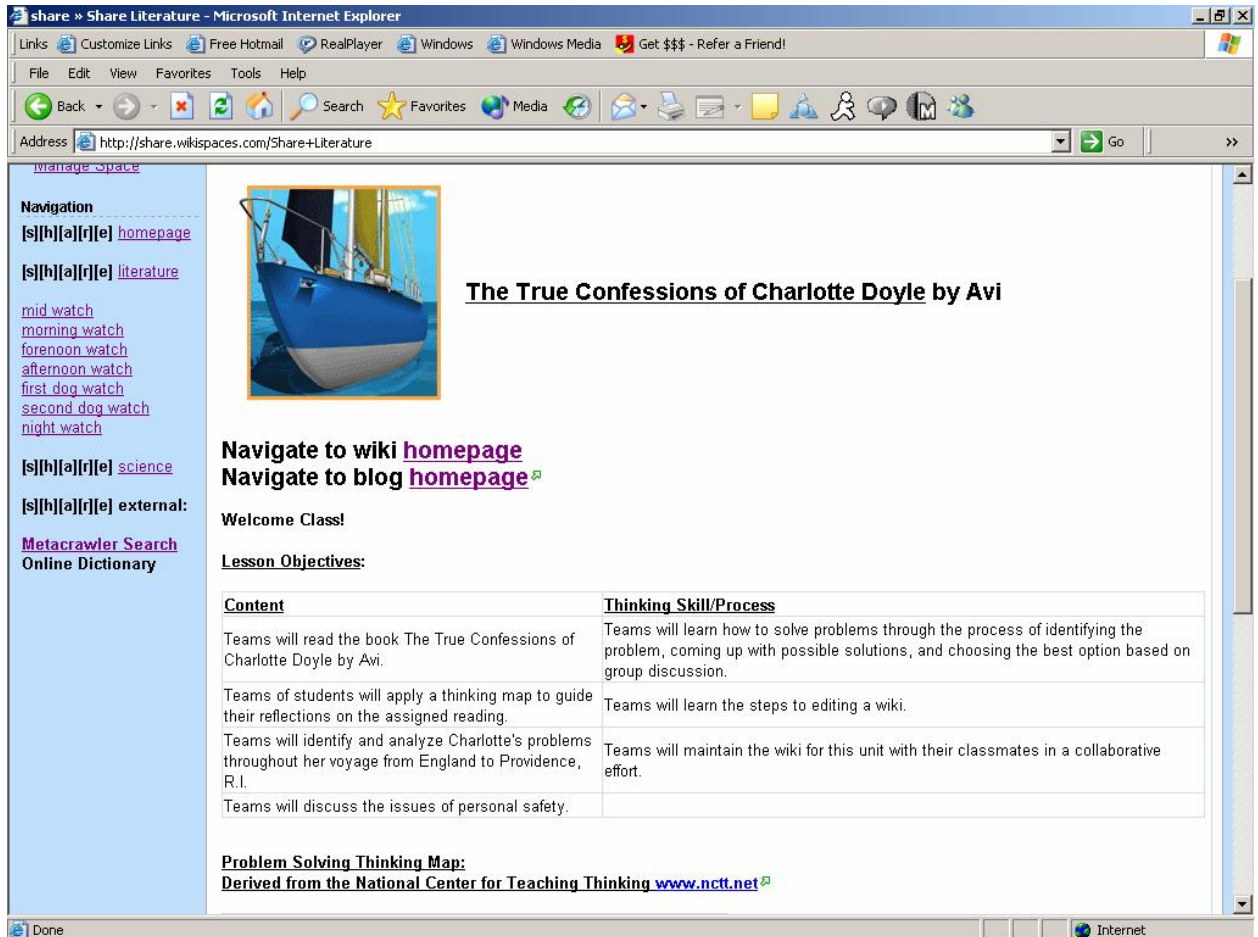 share » Share Literature - Microsoft Internet Explorer
Links Customize Links Free Hotmail RealPlayer Windows Windows Media Get $$$ - Refer a Friend!
File Edit View Favorites Tools Help
Back Search Favorites Media
Address http://share.wikispaces.com/Share+Literature Go »
Manage Space
Navigation
[s][h][a][r][e] homepage
[s][h][a][r][e] literature
mid watch
morning watch
forenoon watch
afternoon watch
first dog watch
second dog watch
night watch
[s][h][a][r][e] science
[s][h][a][r][e] external:
Metacrawler Search
Online Dictionary
The True Confessions of Charlotte Doyle by Avi
Navigate to wiki homepage
Navigate to blog homepage
Welcome Class!
Lesson Objectives:
Content
Thinking Skill/Process
Teams will read the book The True Confessions of
Charlotte Doyle by Avi.
Teams will learn how to solve problems through the process of identifying the
problem, coming up with possible solutions, and choosing the best option based on
group discussion.
Teams of students will apply a thinking map to guide
their reflections on the assigned reading.
Teams will learn the steps to editing a wiki.
Teams will identify and analyze Charlotte's problems
throughout her voyage from England to Providence,
R.I.
Teams will maintain the wiki for this unit with their classmates in a collaborative
effort.
Teams will discuss the issues of personal safety.
Problem Solving Thinking Map:
Derived from the National Center for Teaching Thinking www.nctt.net
Done
Internet